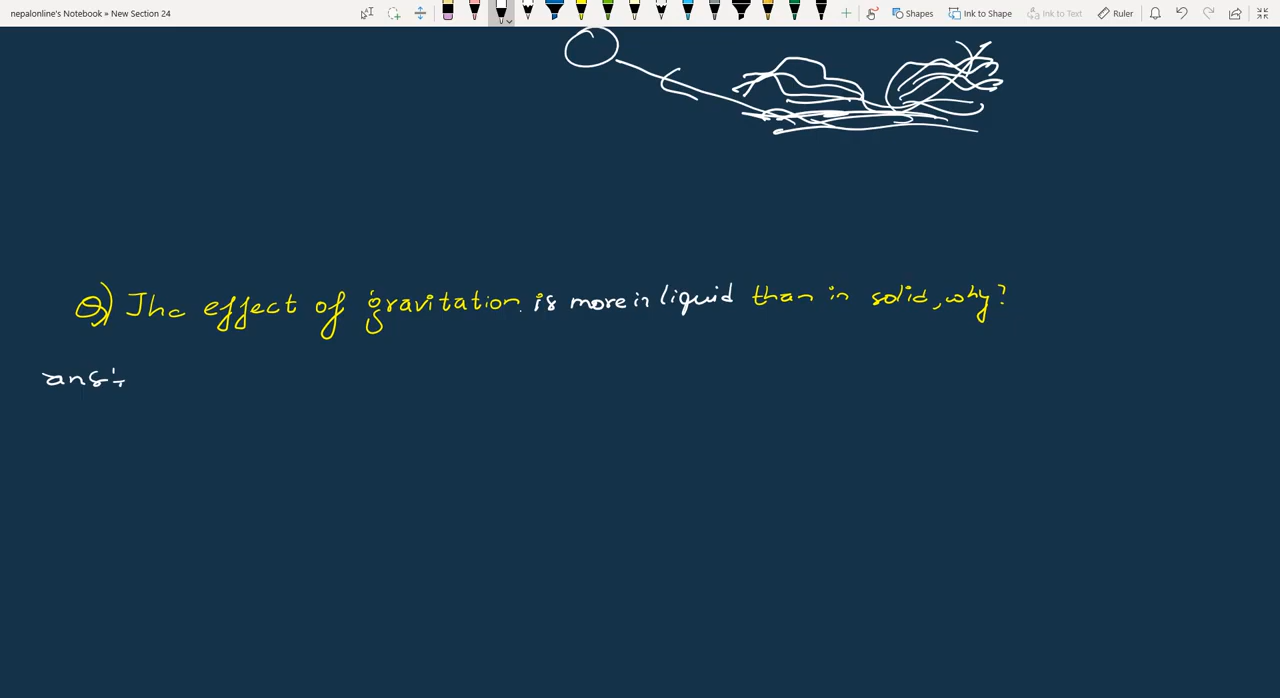 nepalonline's Notebook » New Section 24
Shapes Ink to Shape Ink to Text Ruler
Q) The effect of gravitation is more in liquid than in solid, why?
ans: